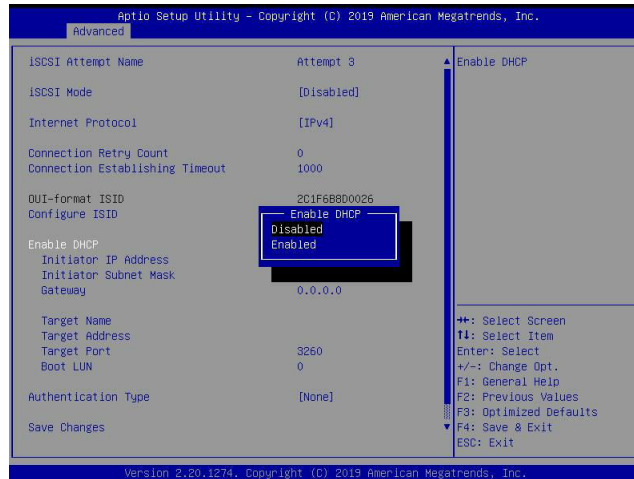 Aptio Setup Utility – Copyright (C) 2019 American Megatrends, Inc.
Advanced
iSCSI Attempt Name Attempt 3
iSCSI Mode [Disabled]
Internet Protocol [IPv4]
Connection Retry Count 0
Connection Establishing Timeout 1000
OUI-format ISID 2C1F6B8D0026
Configure ISID
Enable DHCP
Initiator IP Address
Initiator Subnet Mask
Gateway 0.0.0.0
Target Name
Target Address
Target Port 3260
Boot LUN 0
Authentication Type [None]
Save Changes
Enable DHCP
Disabled
Enabled
Enable DHCP
→←: Select Screen
↑↓: Select Item
Enter: Select
+/-: Change Opt.
F1: General Help
F2: Previous Values
F3: Optimized Defaults
F4: Save & Exit
ESC: Exit
Version 2.20.1274. Copyright (C) 2019 American Megatrends, Inc.